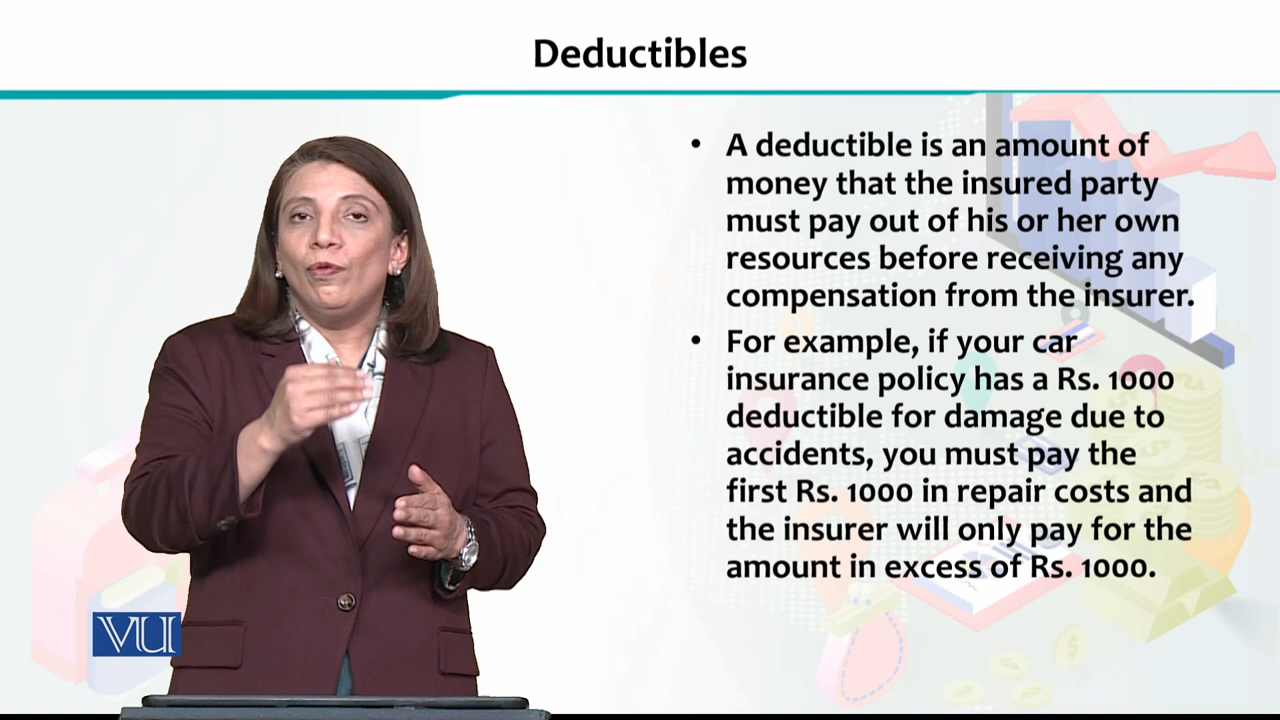 Deductibles
• A deductible is an amount of
money that the insured party
must pay out of his or her own
resources before receiving any
compensation from the insurer.
• For example, if your car
insurance policy has a Rs. 1000
deductible for damage due to
accidents, you must pay the
first Rs. 1000 in repair costs and
the insurer will only pay for the
amount in excess of Rs. 1000.
VU